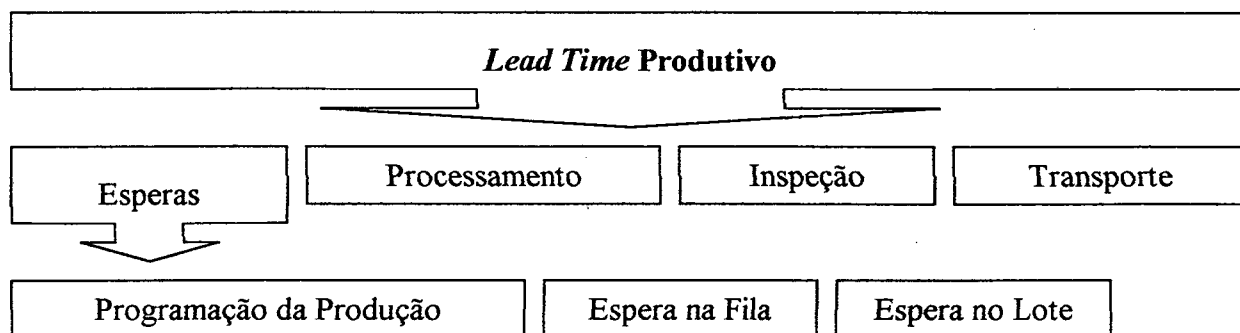 Lead Time Produtivo
Esperas
Processamento
Inspeção
Transporte
Programação da Produção
Espera na Fila
Espera no Lote